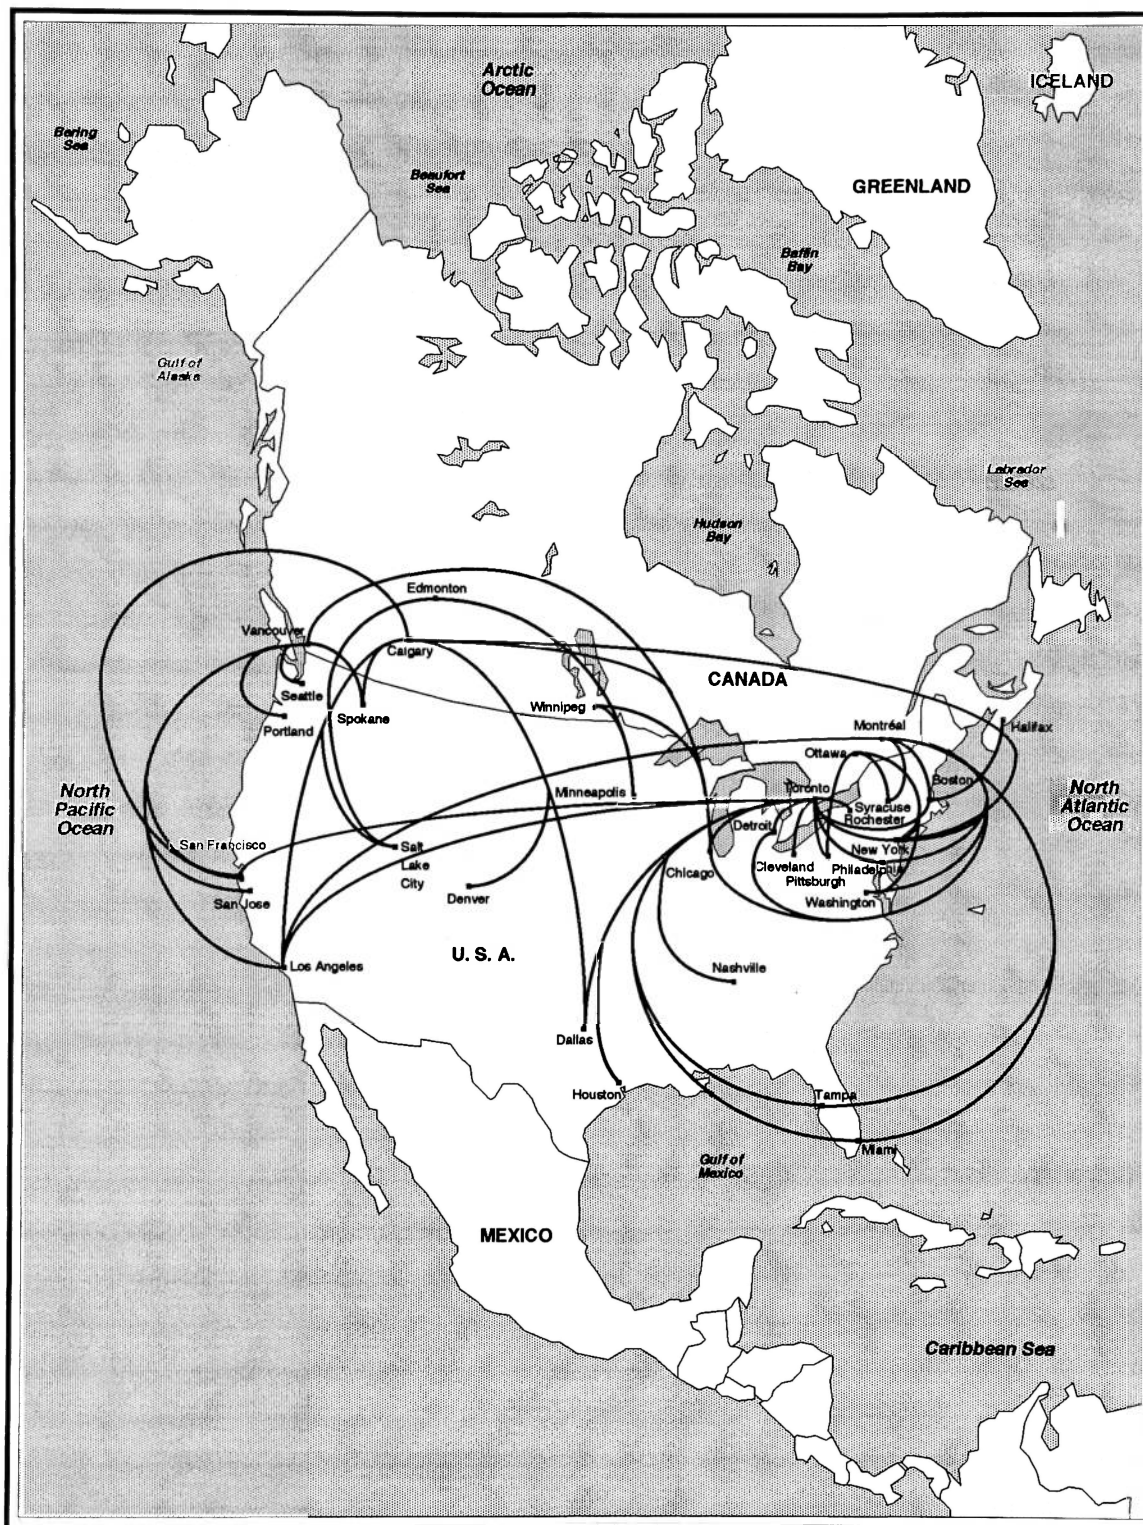 Arctic
Ocean
ICELAND
Bering
Sea
Beaufort
Sea
GREENLAND
Baffin
Bay
Gulf of
Alaska
Labrador
Sea
Hudson
Bay
Edmonton
Vancouver
Calgary
CANADA
Seattle
Spokane
Winnipeg
Portland
Montréal
Halifax
Ottawa
North
Pacific
Ocean
Minneapolis
Toronto
Boston
North
Atlantic
Ocean
Syracuse
Rochester
Detroit
San Francisco
Salt
Lake
City
New York
Chicago
Cleveland
Philadelphia
Pittsburgh
Denver
San Jose
Washington
U. S. A.
Los Angeles
Nashville
Dallas
Houston
Tampa
Miami
Gulf of
Mexico
MEXICO
Caribbean Sea